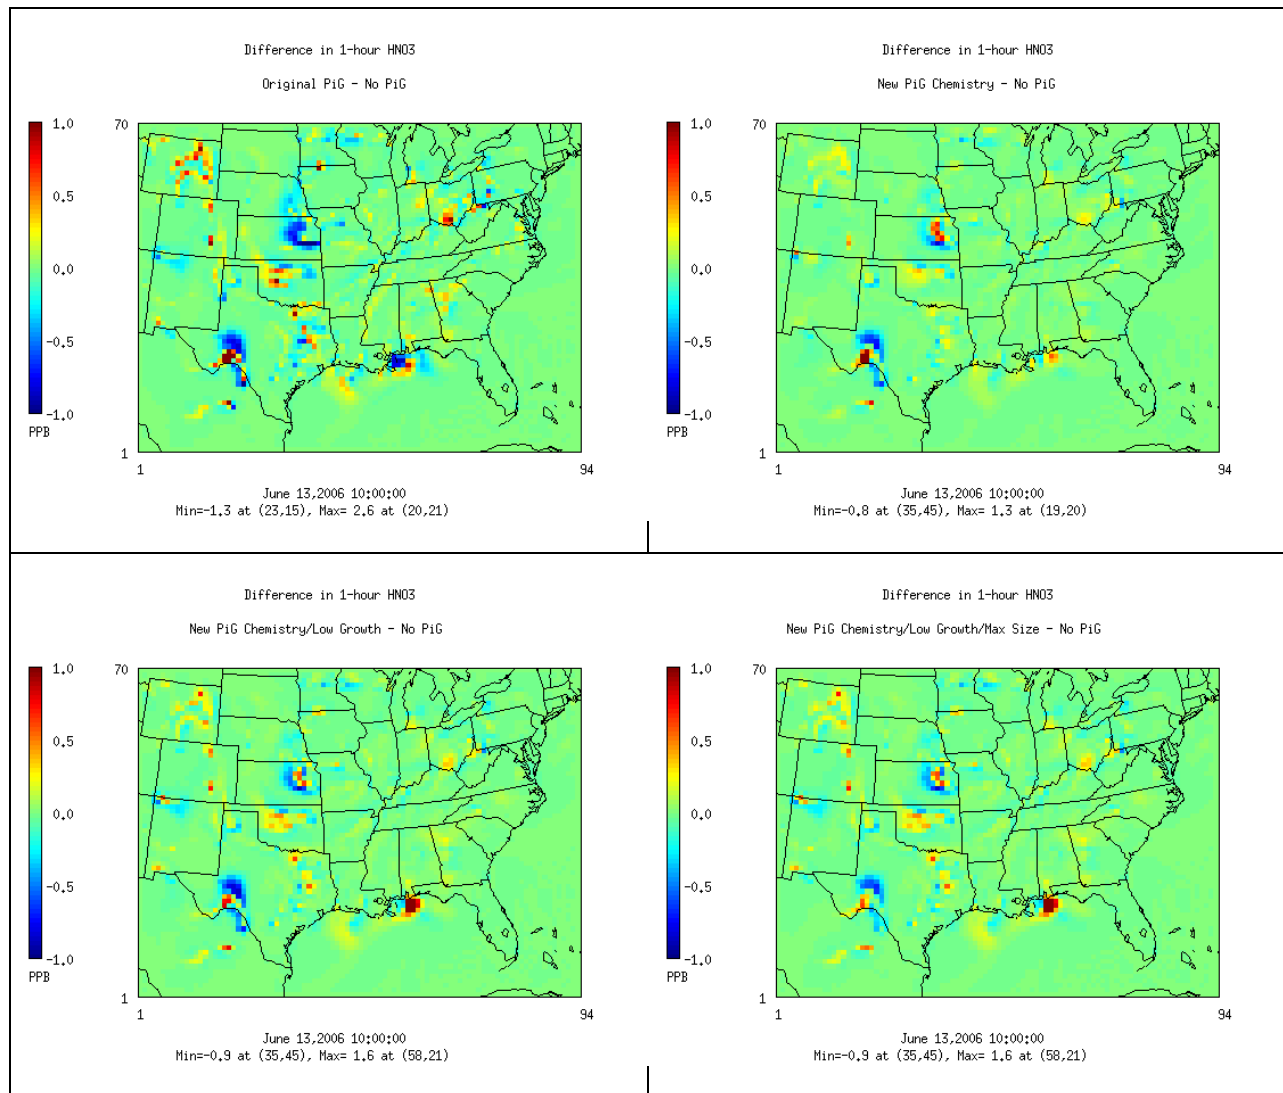 Difference in 1-hour HNO3
Original PiG - No PiG
1.0
0.5
0.0
-0.5
-1.0
PPB
70
1
1
94
June 13,2006 10:00:00
Min=-1.3 at (23,15), Max= 2.6 at (20,21)
Difference in 1-hour HNO3
New PiG Chemistry - No PiG
1.0
0.5
0.0
-0.5
-1.0
PPB
70
1
1
94
June 13,2006 10:00:00
Min=-0.8 at (35,45), Max= 1.3 at (19,20)
Difference in 1-hour HNO3
New PiG Chemistry/Low Growth - No PiG
1.0
0.5
0.0
-0.5
-1.0
PPB
70
1
1
94
June 13,2006 10:00:00
Min=-0.9 at (35,45), Max= 1.6 at (58,21)
Difference in 1-hour HNO3
New PiG Chemistry/Low Growth/Max Size - No PiG
1.0
0.5
0.0
-0.5
-1.0
PPB
70
1
1
94
June 13,2006 10:00:00
Min=-0.9 at (35,45), Max= 1.6 at (58,21)